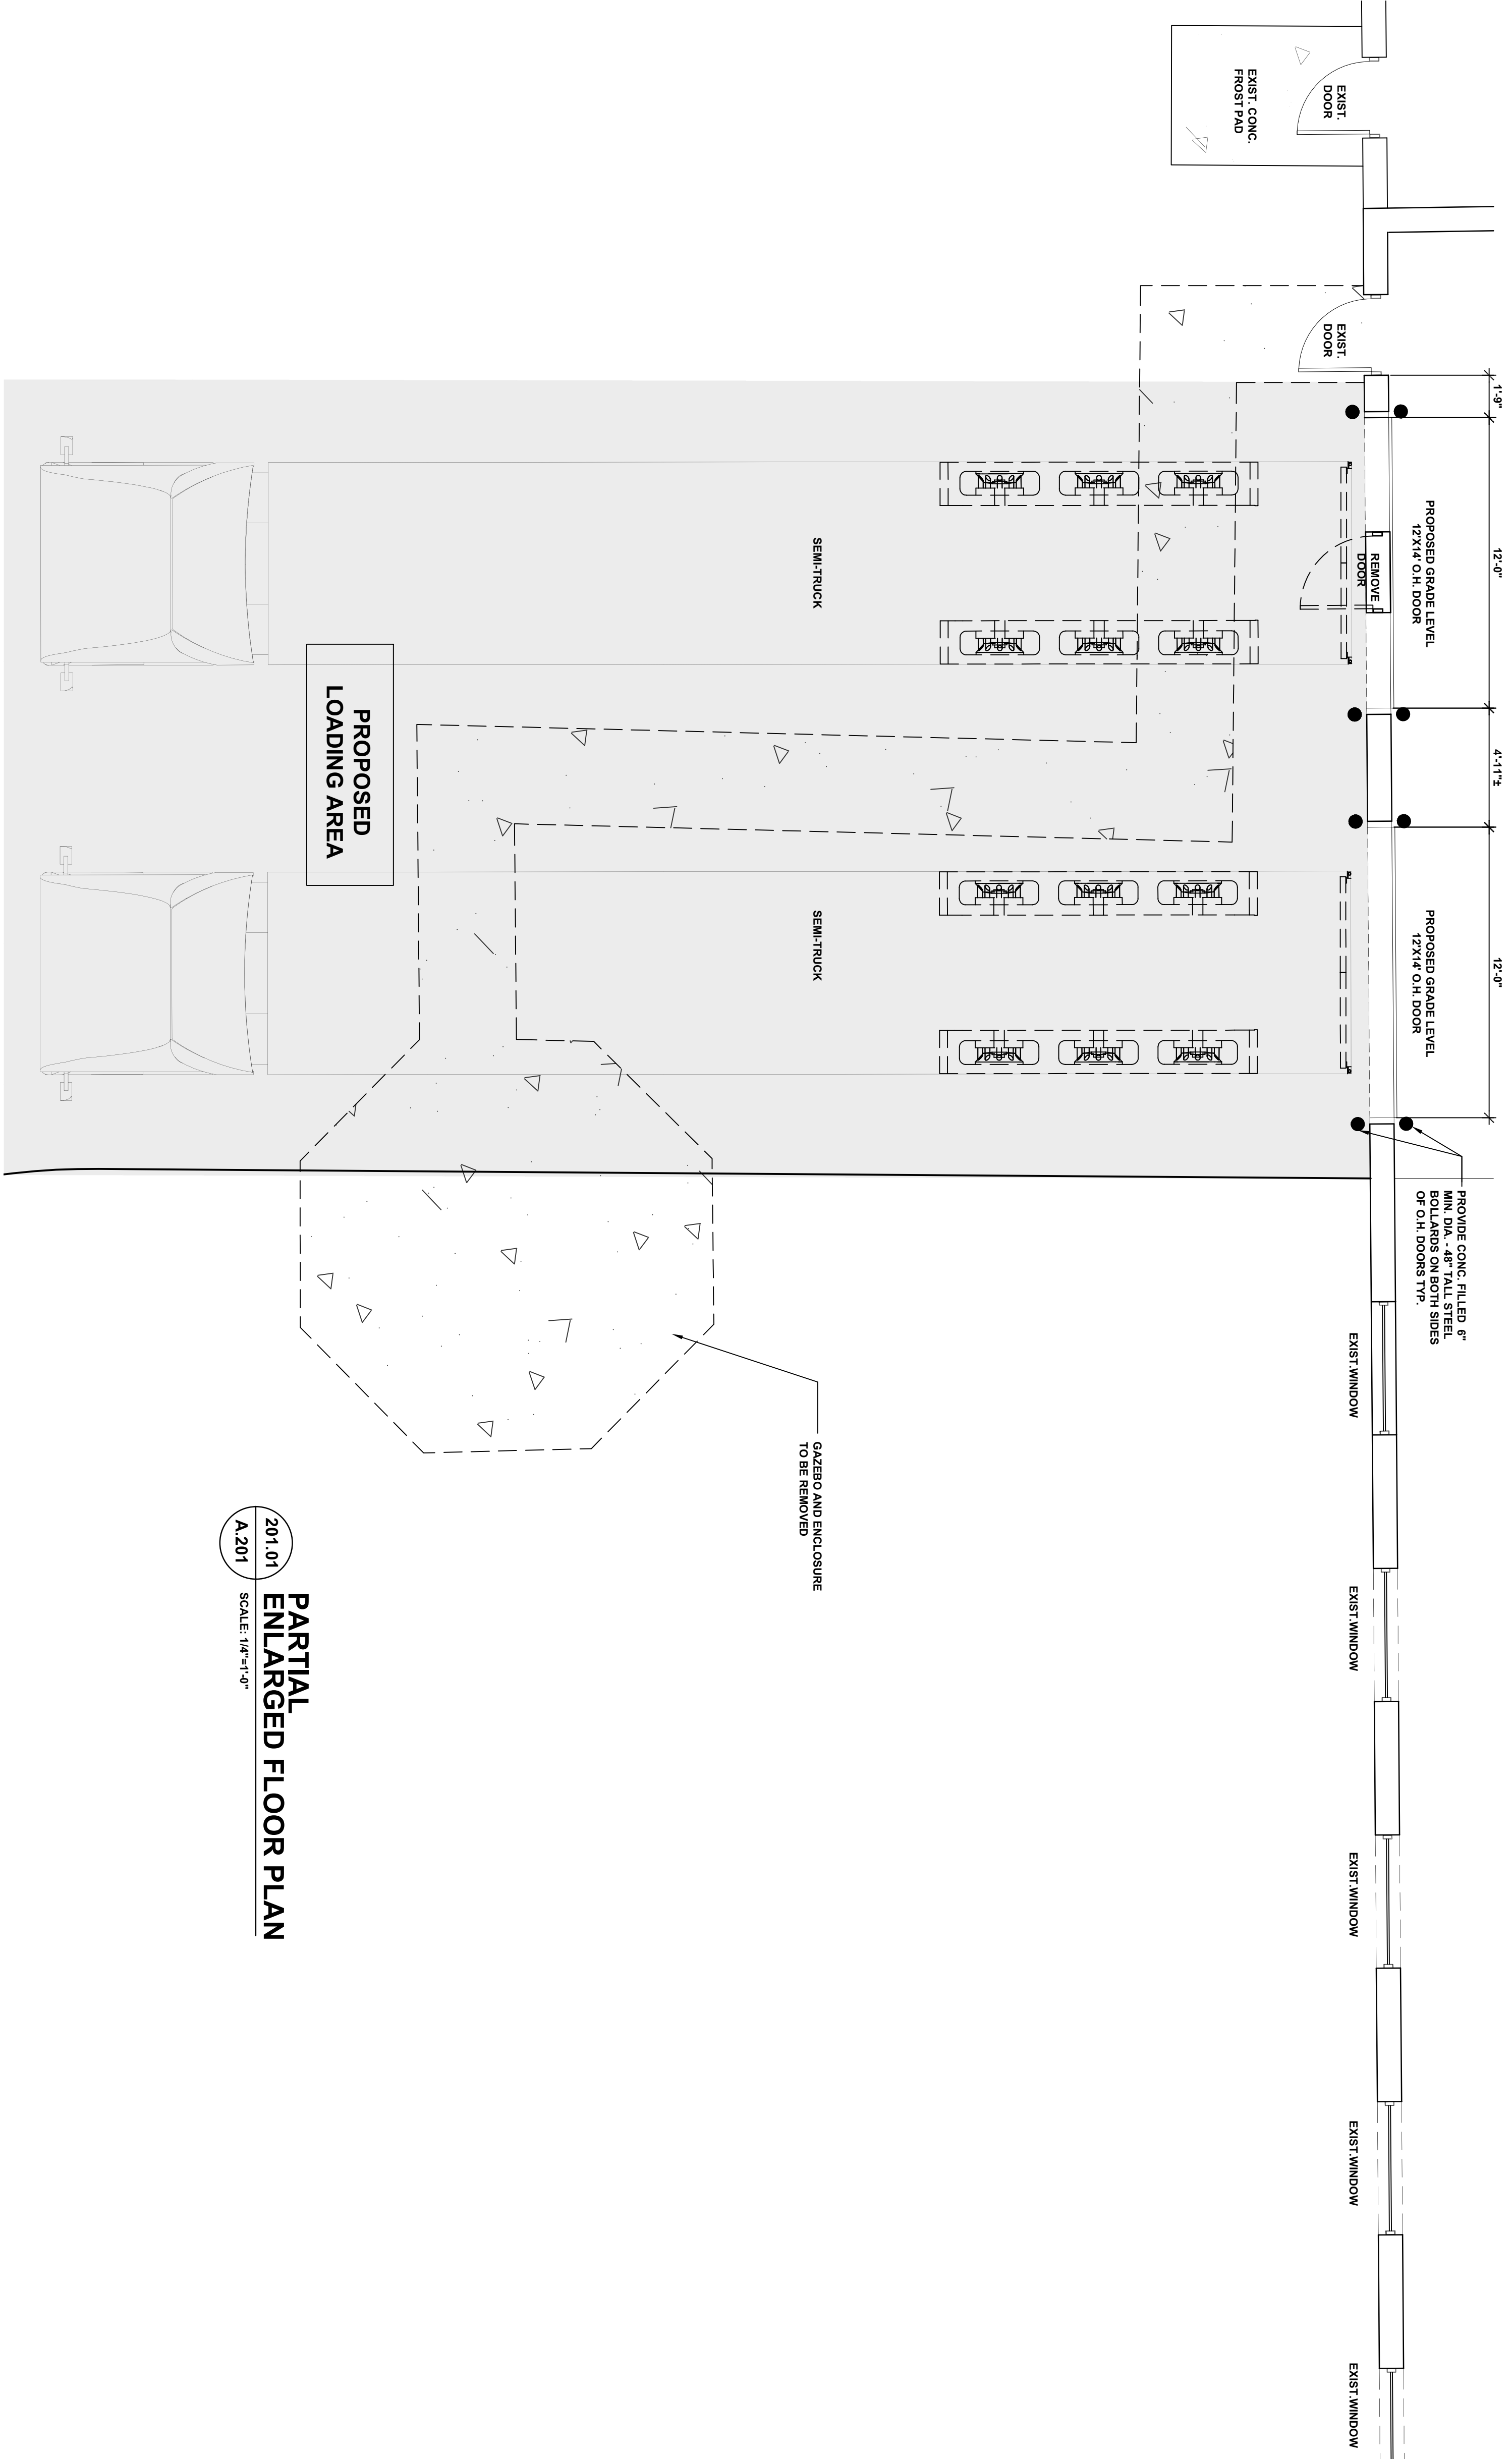 1'-9"
12'-0"
4'-11"±
12'-0"
PROPOSED GRADE LEVEL
12'X14' O.H. DOOR
PROPOSED GRADE LEVEL
12'X14' O.H. DOOR
PROVIDE CONC. FILLED 6"
MIN. DIA. - 48" TALL STEEL
BOLLARDS ON BOTH SIDES
OF O.H. DOORS TYP.
REMOVE
DOOR
EXIST.
DOOR
EXIST.
DOOR
EXIST.WINDOW
EXIST.WINDOW
EXIST.WINDOW
EXIST.WINDOW
EXIST.WINDOW
EXIST. CONC.
FROST PAD
SEMI-TRUCK
SEMI-TRUCK
GAZEBO AND ENCLOSURE
TO BE REMOVED
PROPOSED
LOADING AREA
201.01
A.201
PARTIAL
ENLARGED FLOOR PLAN
SCALE: 1/4"=1'-0"